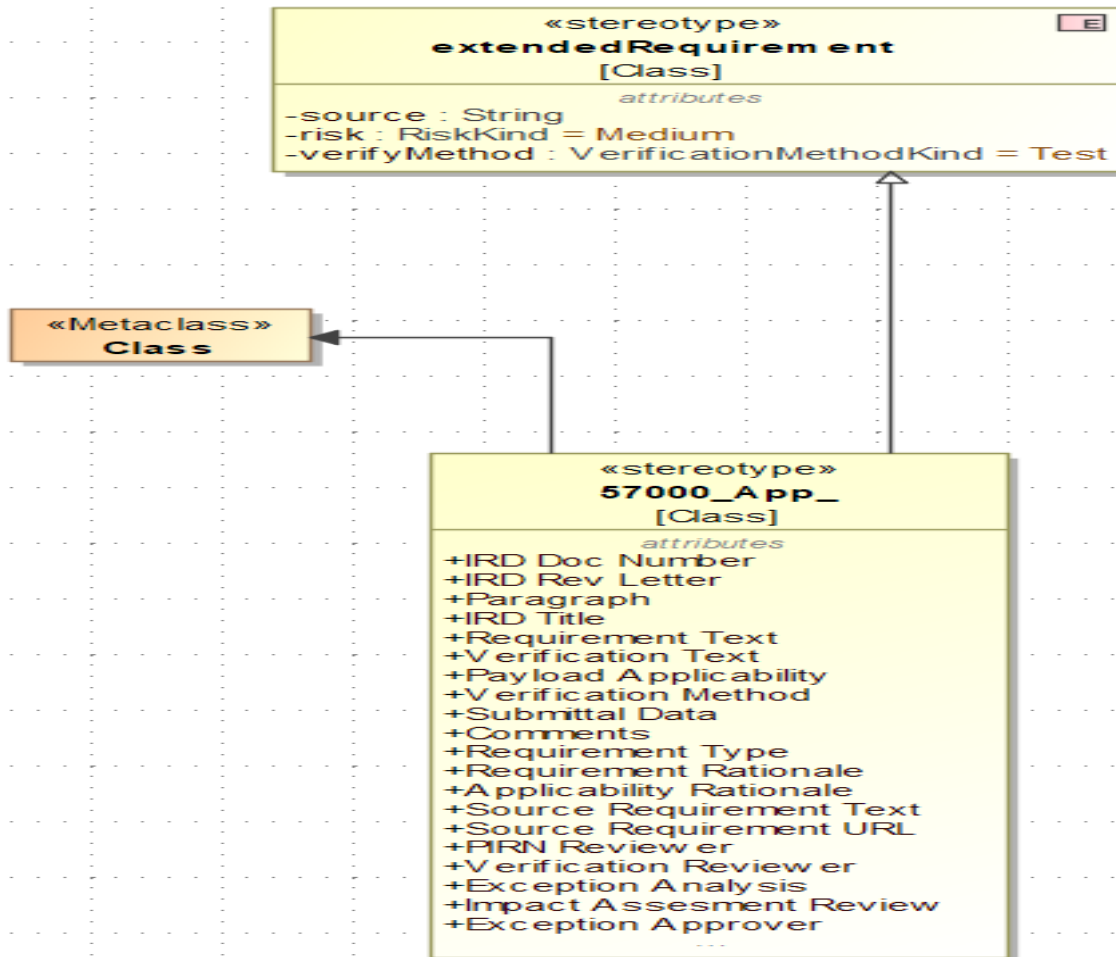 «stereotype»
E
extendedRequirement
[Class]
attributes
-source : String
-risk : RiskKind = Medium
-verifyMethod : VerificationMethodKind = Test
«Metaclass»
Class
«stereotype»
57000_App_
[Class]
attributes
+IRD Doc Number
+IRD Rev Letter
+Paragraph
+IRD Title
+Requirement Text
+Verification Text
+Payload Applicability
+Verification Method
+Submittal Data
+Comments
+Requirement Type
+Requirement Rationale
+Applicability Rationale
+Source Requirement Text
+Source Requirement URL
+PIRN Reviewer
+Verification Reviewer
+Exception Analysis
+Impact Assesment Review
+Exception Approver
...